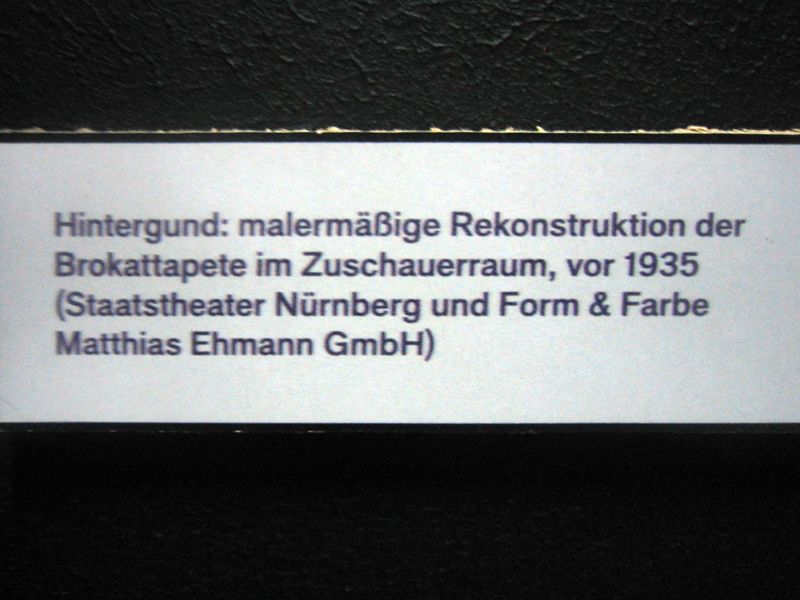 Hintergund: malermäßige Rekonstruktion der
Brokattapete im Zuschauerraum, vor 1935
(Staatstheater Nürnberg und Form & Farbe
Matthias Ehmann GmbH)